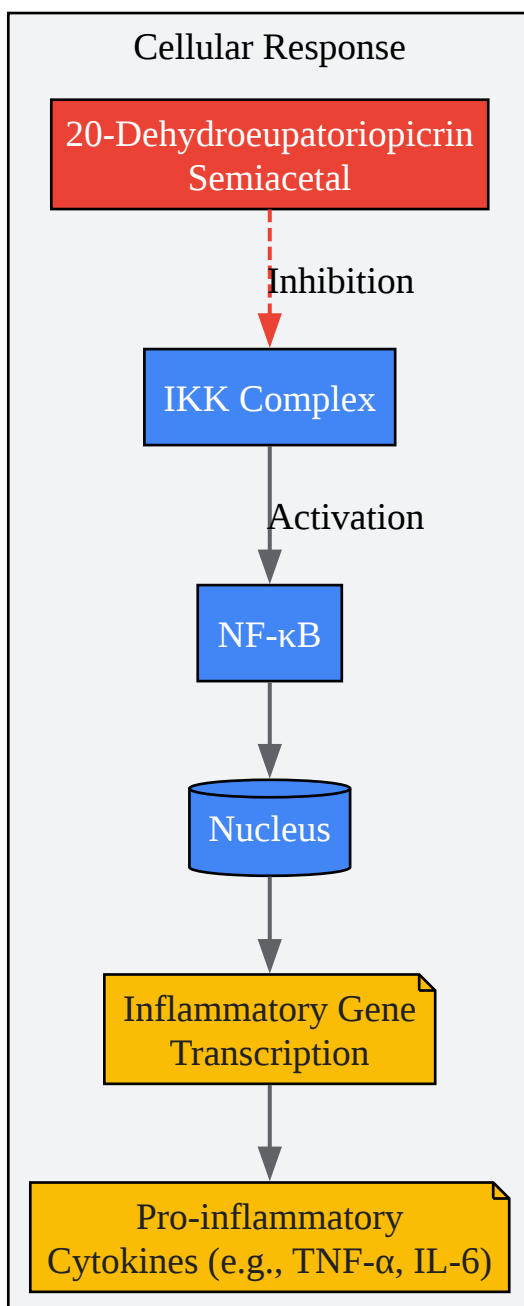 Cellular Response
20-Dehydroeupatoriopicrin
Semiacetal
Inhibition
IKK Complex
Activation
NF-κB
Nucleus
Inflammatory Gene
Transcription
Pro-inflammatory
Cytokines (e.g., TNF-α, IL-6)